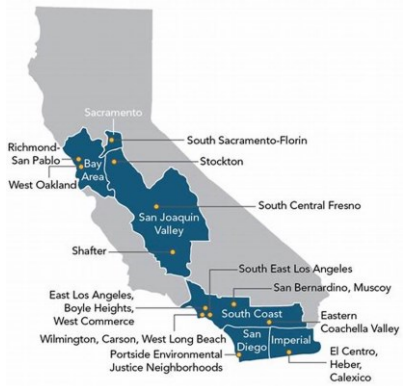 Sacramento
South Sacramento-Florin
Richmond-
San Pablo
Bay
Area
Stockton
West Oakland
South Central Fresno
San Joaquin
Valley
Shafter
South East Los Angeles
San Bernardino, Muscoy
East Los Angeles,
Boyle Heights,
West Commerce
South Coast
Eastern
Coachella Valley
Wilmington, Carson, West Long Beach
San
Diego
Imperial
Portside Environmental
Justice Neighborhoods
El Centro,
Heber,
Calexico